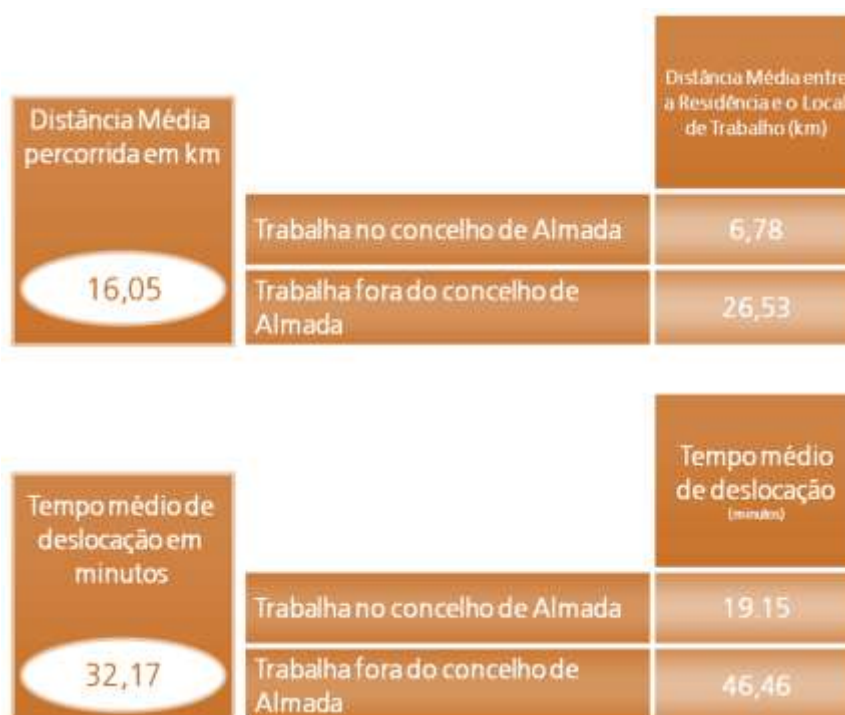 Distância Média entre
a Residência e o Local
de Trabalho (km)
Distância Média
percorrida em km
16,05
Trabalha no concelho de Almada
6,78
Trabalha fora do concelho de
Almada
26,53
Tempo médio
de deslocação
(minutos)
Tempo médio de
deslocação em
minutos
32,17
Trabalha no concelho de Almada
19.15
Trabalha fora do concelho de
Almada
46,46